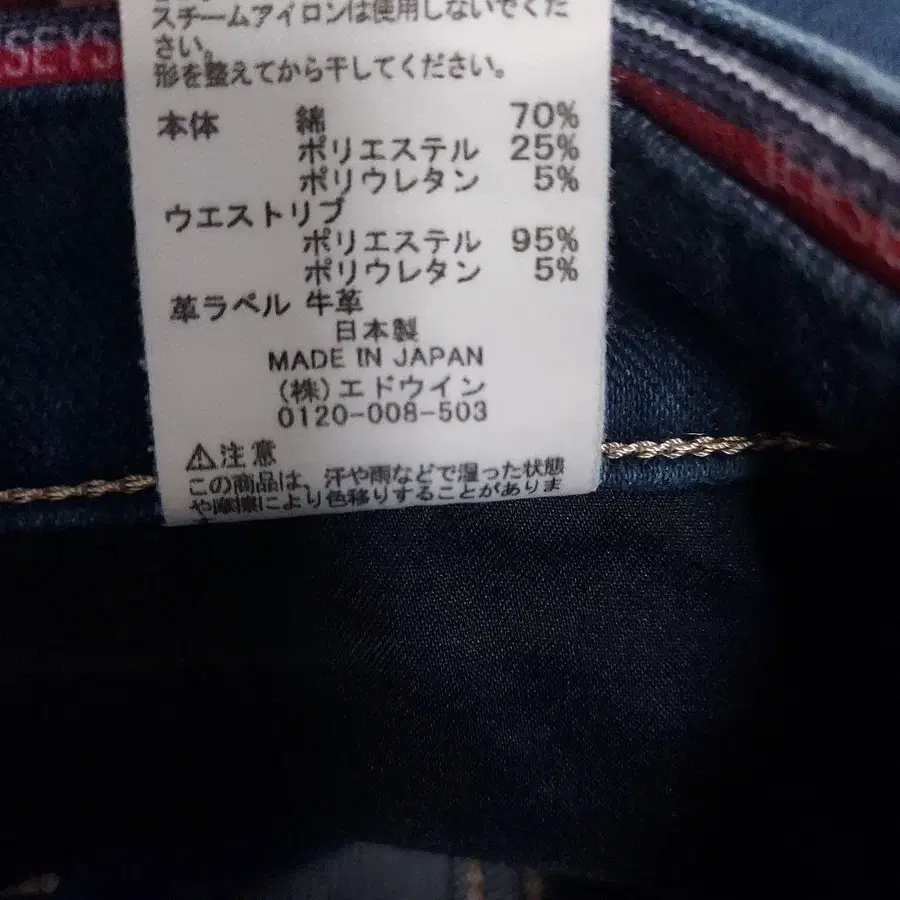 スチームアイロンは使用しないでくだ
さい。
形を整えてから干してください。
本体 綿 70%
ポリエステル 25%
ポリウレタン 5%
ウエストリブ
ポリエステル 95%
ポリウレタン 5%
革ラベル 牛革
日本製
MADE IN JAPAN
(株)エドウイン
0120-008-503
⚠注意
この商品は、汗や雨などで湿った状態
や摩擦により色移りすることがありま
SEYS